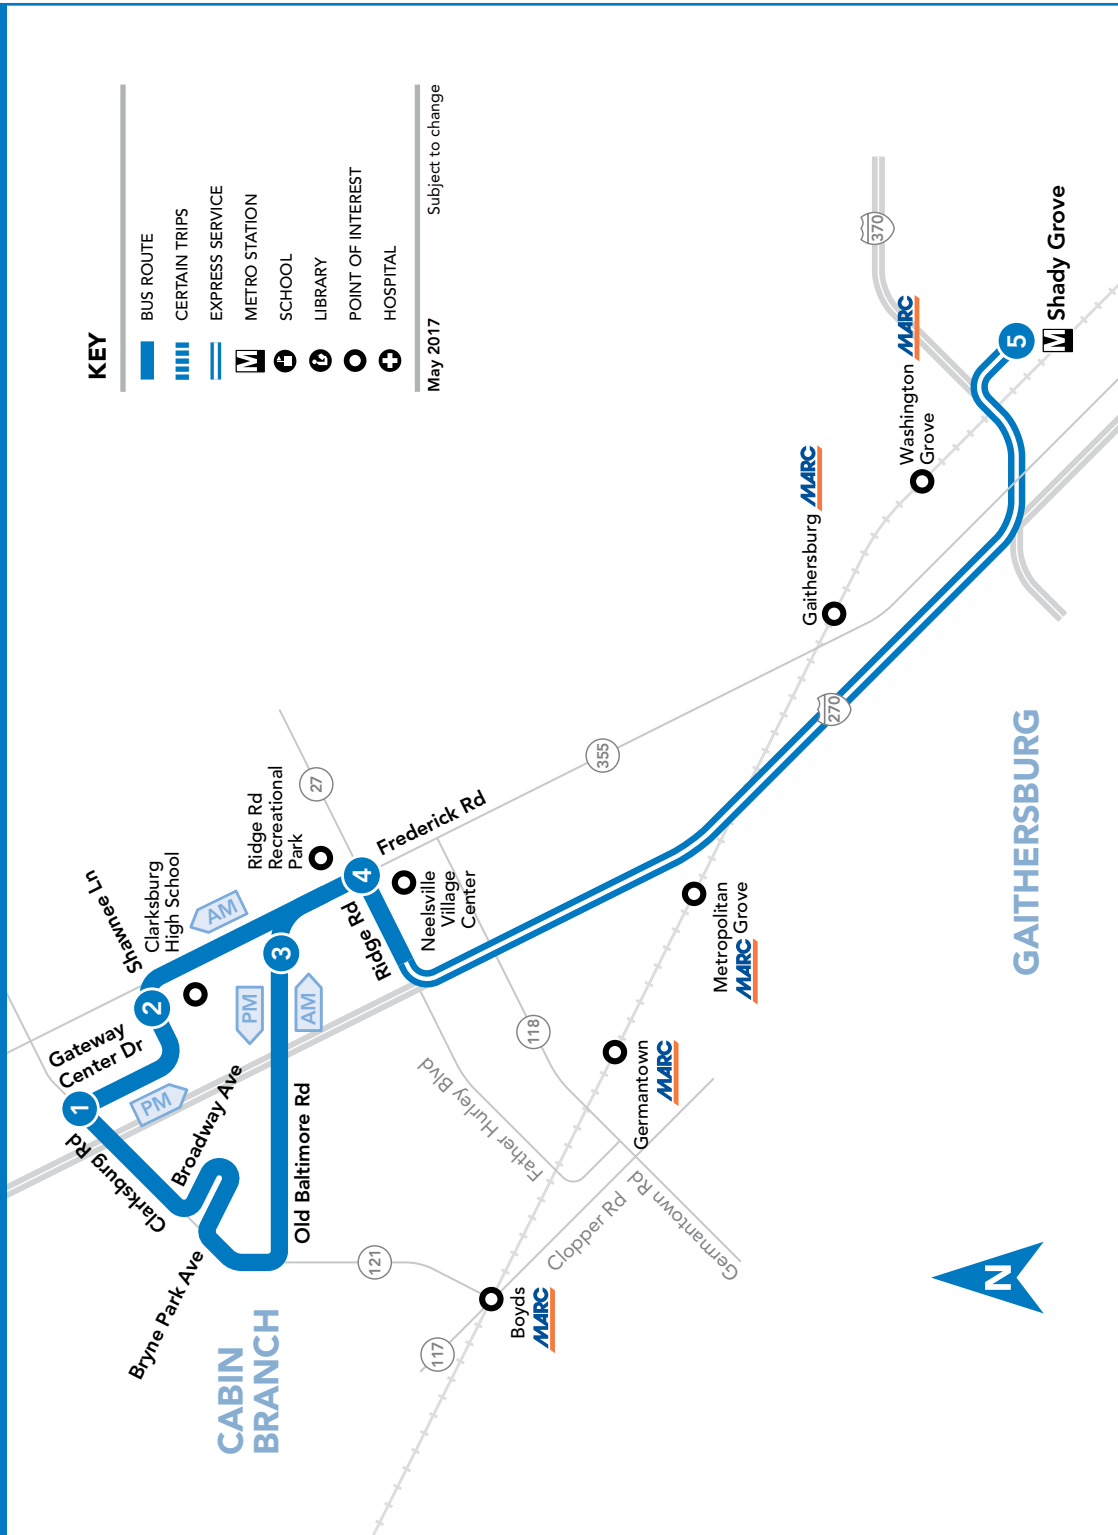 KEY
BUS ROUTE
CERTAIN TRIPS
EXPRESS SERVICE
METRO STATION
SCHOOL
LIBRARY
POINT OF INTEREST
HOSPITAL
May 2017
Subject to change
1
Gateway
Center Dr
2
Shawnee Ln
Clarksburg
High School
AM
PM
Clarksburg Rd
Broadway Ave
Bryne Park Ave
PM
AM
3
Old Baltimore Rd
CABIN
BRANCH
Ridge Rd
Recreational
Park
27
4
Frederick Rd
Ridge Rd
Neelsville
Village
Center
355
118
Father Hurley Blvd
121
117
Boyds
MARC
Clopper Rd
Germantown Rd
Germantown
MARC
Metropolitan
Grove
MARC
270
Gaithersburg
MARC
Washington
Grove
MARC
370
5
M
Shady Grove
GAITHERSBURG
N
M